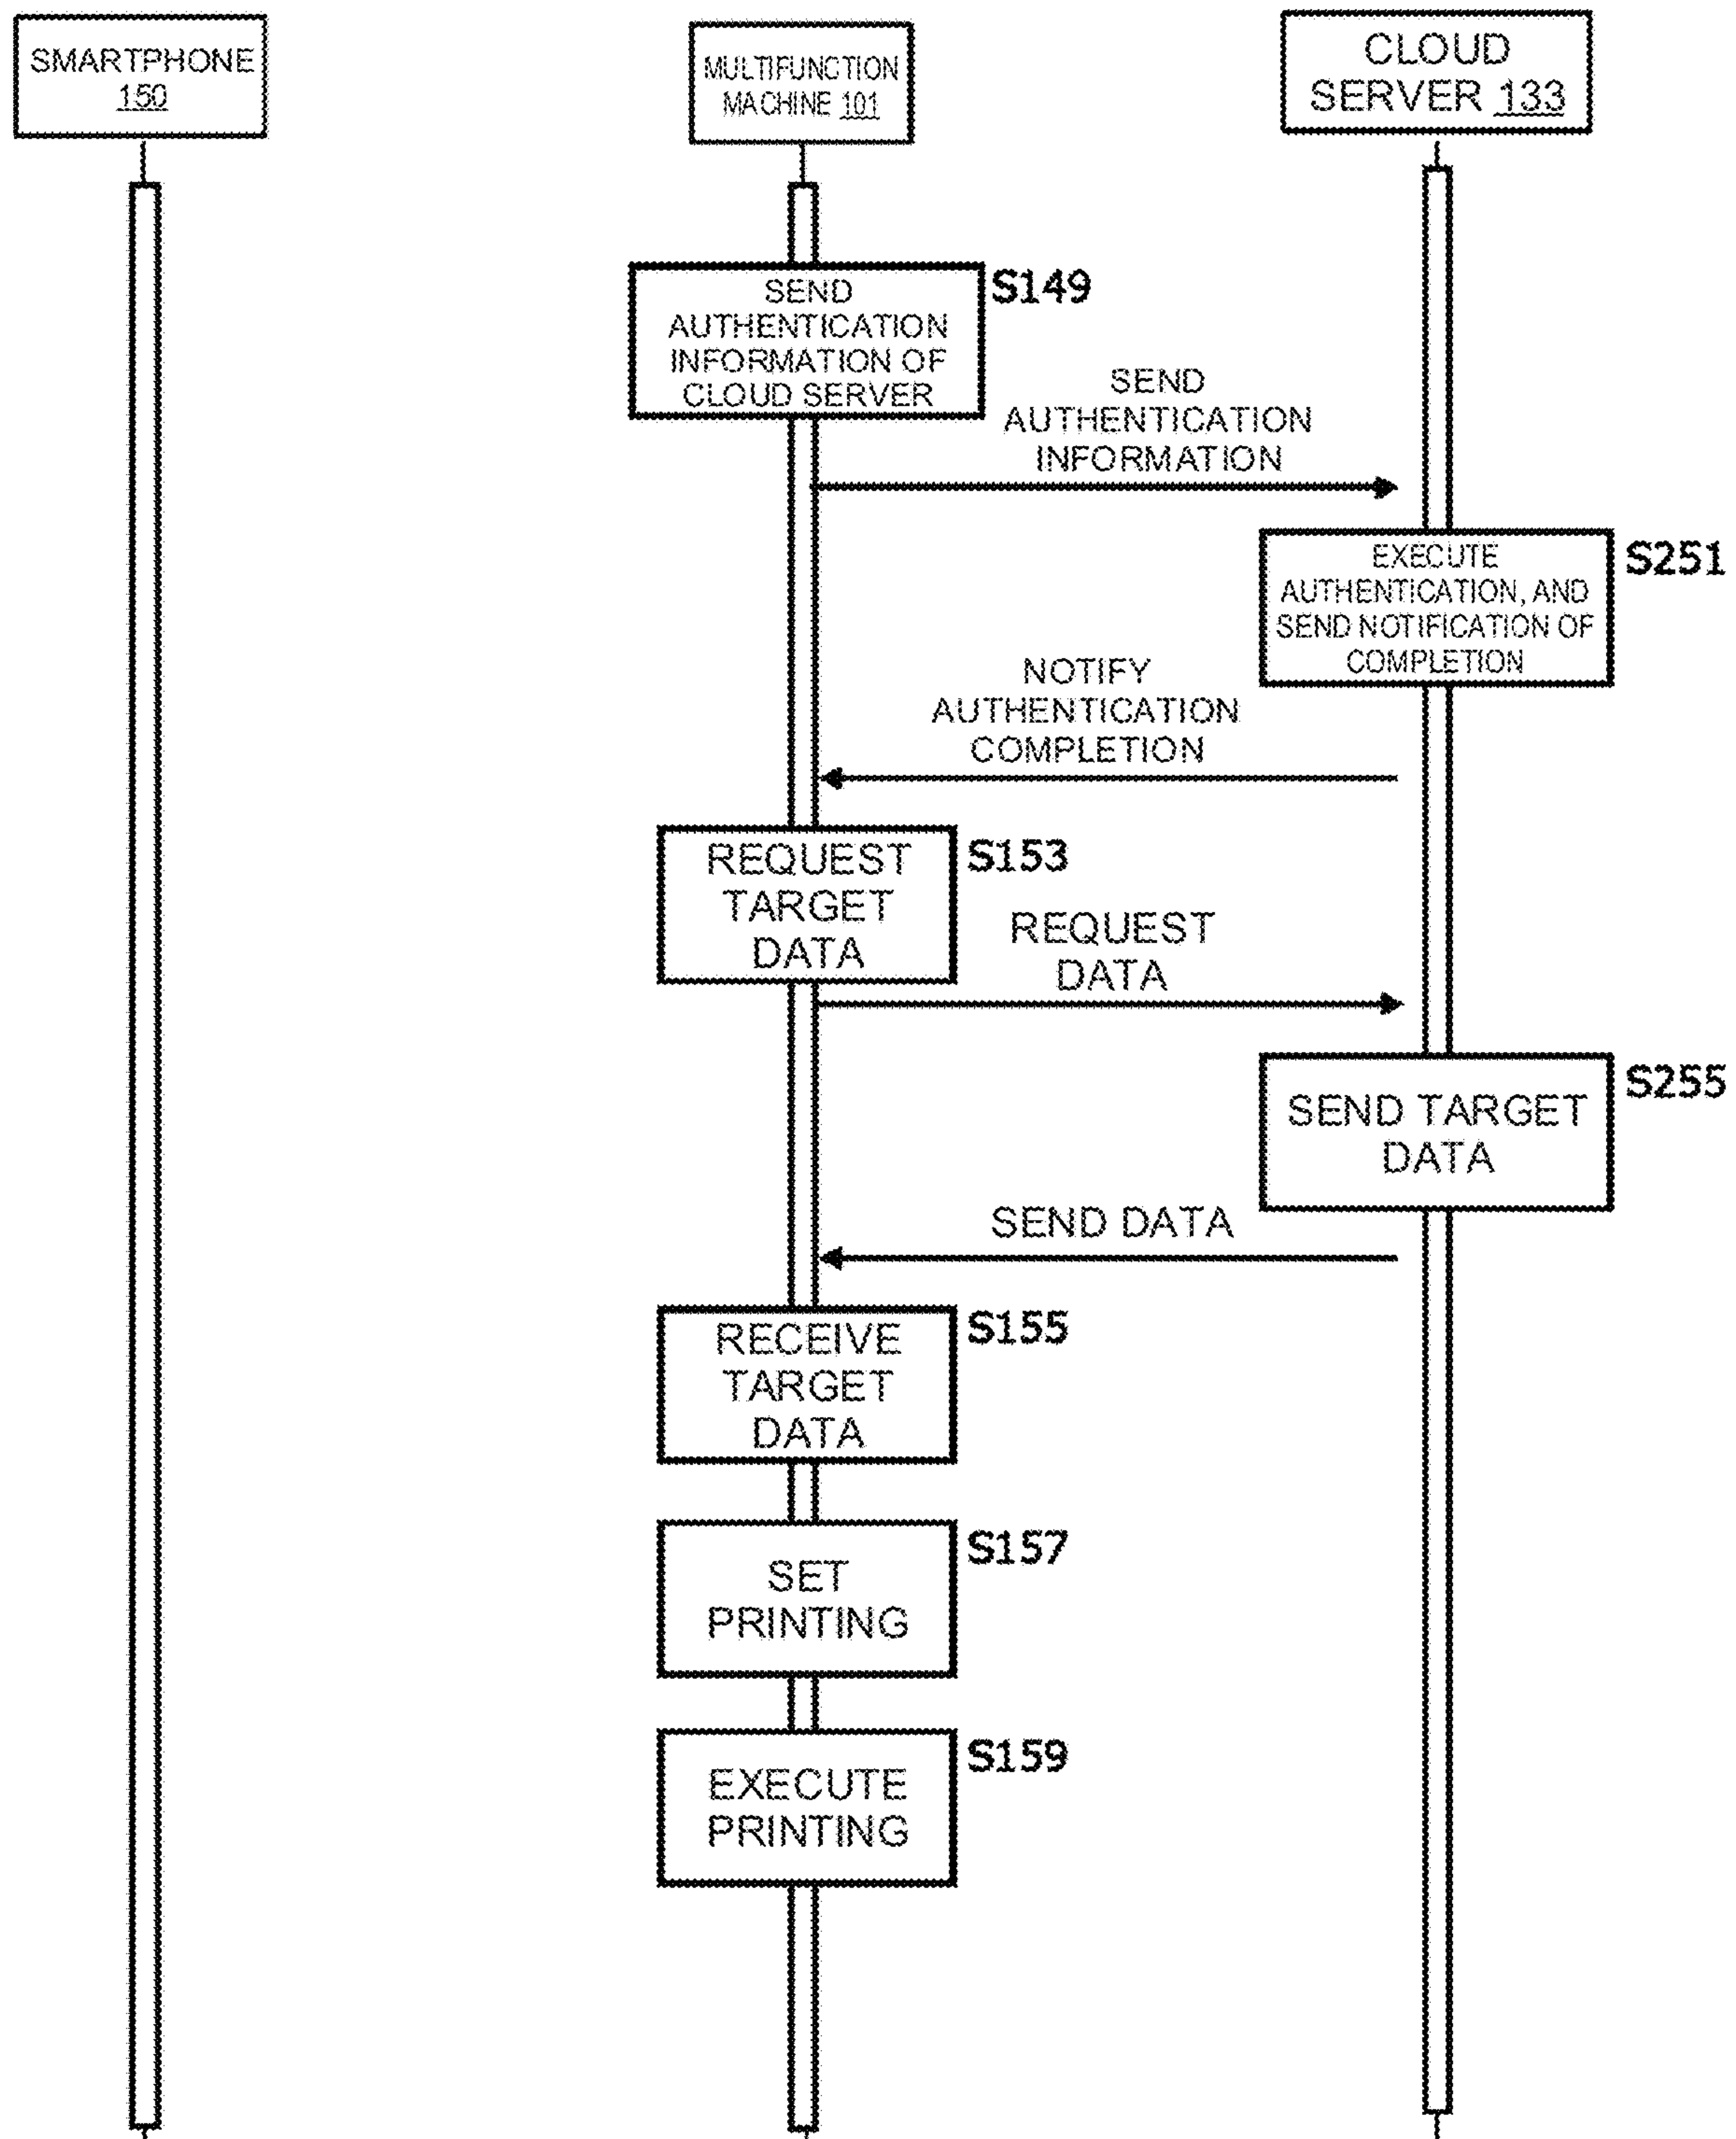 SMARTPHONE
150
MULTIFUNCTION
MACHINE 101
CLOUD
SERVER 133
SEND
AUTHENTICATION
INFORMATION OF
CLOUD SERVER
S149
SEND
AUTHENTICATION
INFORMATION
EXECUTE
AUTHENTICATION, AND
SEND NOTIFICATION OF
COMPLETION
S251
NOTIFY
AUTHENTICATION
COMPLETION
REQUEST
TARGET
DATA
S153
REQUEST
DATA
SEND TARGET
DATA
S255
SEND DATA
RECEIVE
TARGET
DATA
S155
SET
PRINTING
S157
EXECUTE
PRINTING
S159